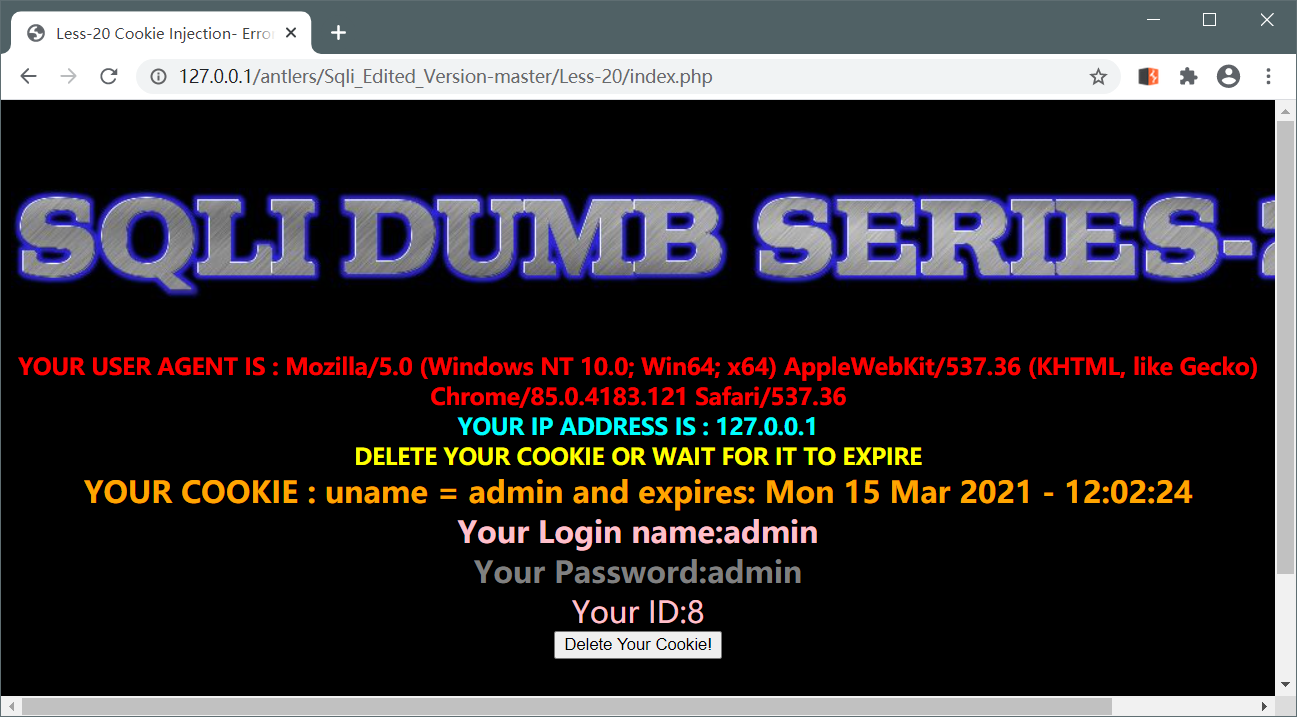 Less-20 Cookie Injection- Erro
127.0.0.1/antlers/Sqli_Edited_Version-master/Less-20/index.php
SQLI DUMB SERIES-
YOUR USER AGENT IS : Mozilla/5.0 (Windows NT 10.0; Win64; x64) AppleWebKit/537.36 (KHTML, like Gecko)
Chrome/85.0.4183.121 Safari/537.36
YOUR IP ADDRESS IS : 127.0.0.1
DELETE YOUR COOKIE OR WAIT FOR IT TO EXPIRE
YOUR COOKIE : uname = admin and expires: Mon 15 Mar 2021 - 12:02:24
Your Login name:admin
Your Password:admin
Your ID:8
Delete Your Cookie!